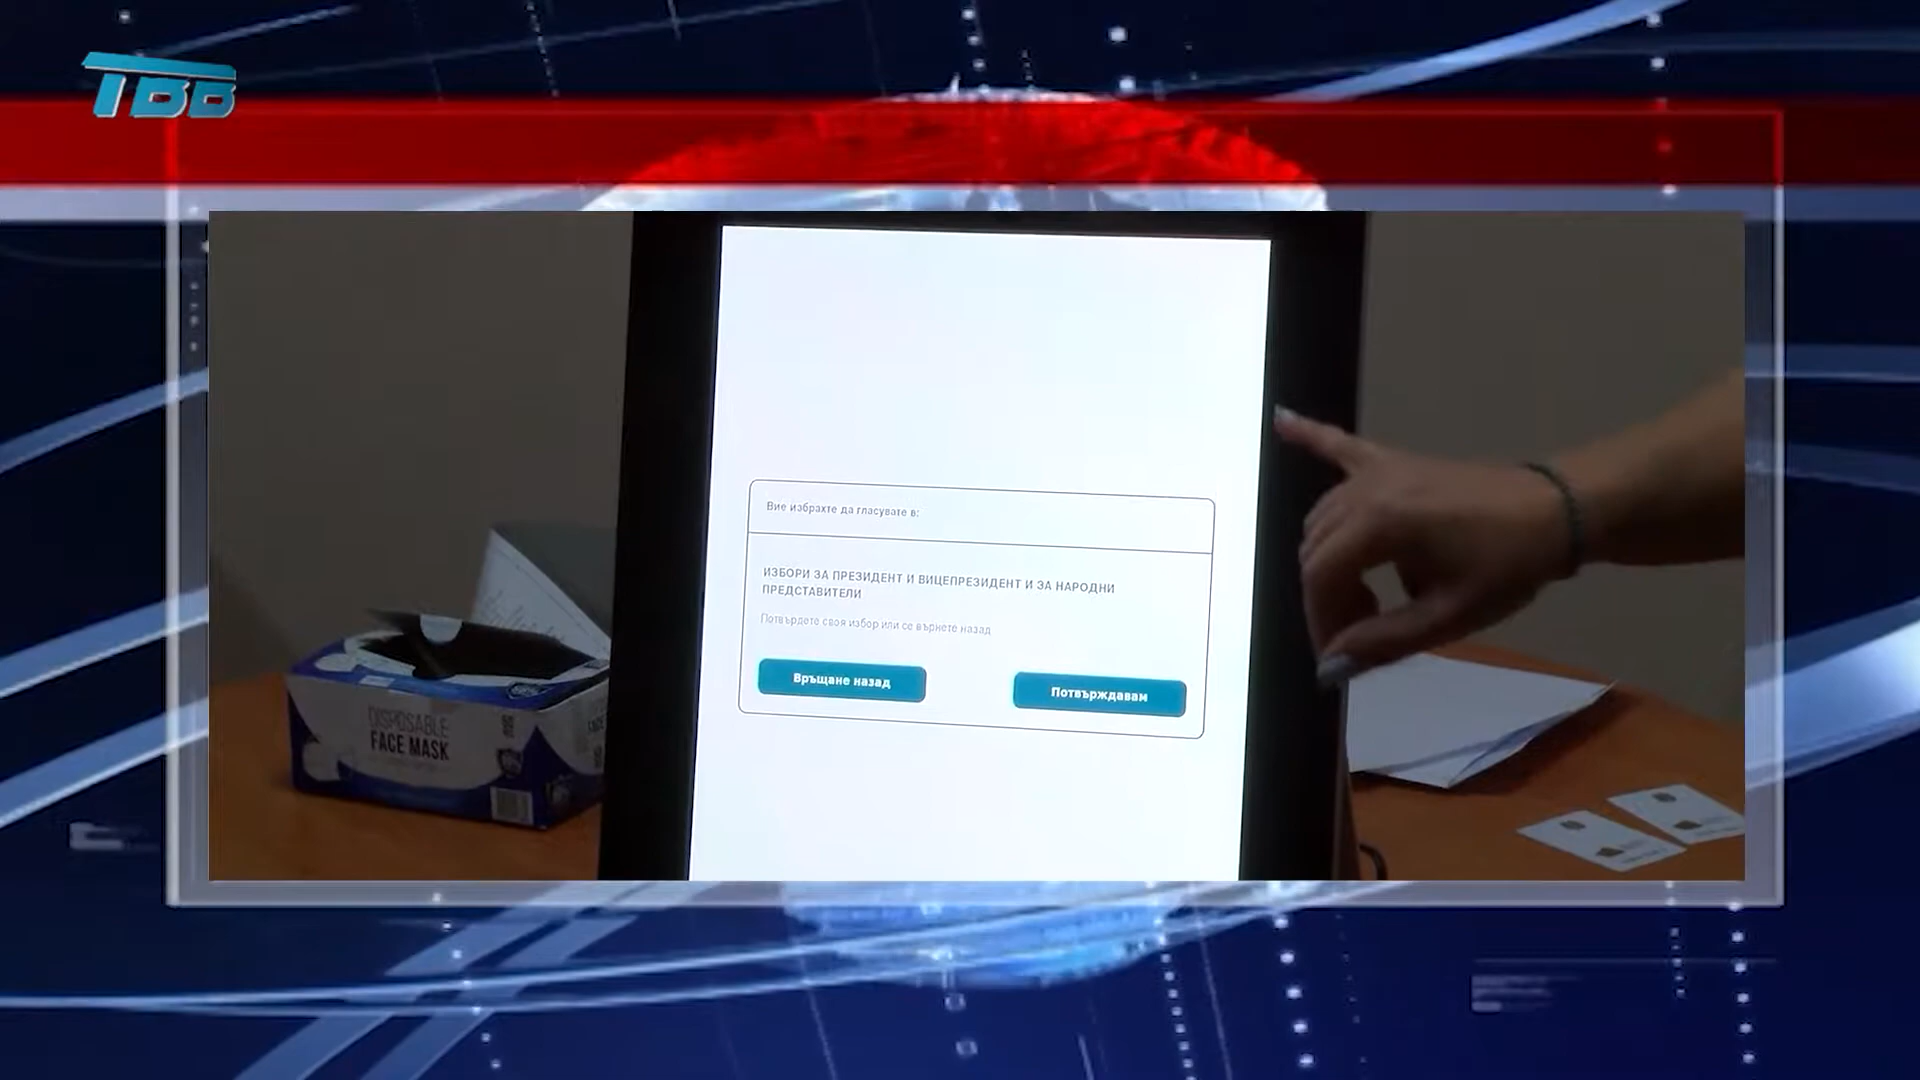 ТВВ
Вие избрахте да гласувате в:
ИЗБОРИ ЗА ПРЕЗИДЕНТ И ВИЦЕПРЕЗИДЕНТ И ЗА НАРОДНИ
ПРЕДСТАВИТЕЛИ
Потвърдете своя избор или се върнете назад
Връщане назад
Потвърждавам
DISPOSABLE
FACE MASK